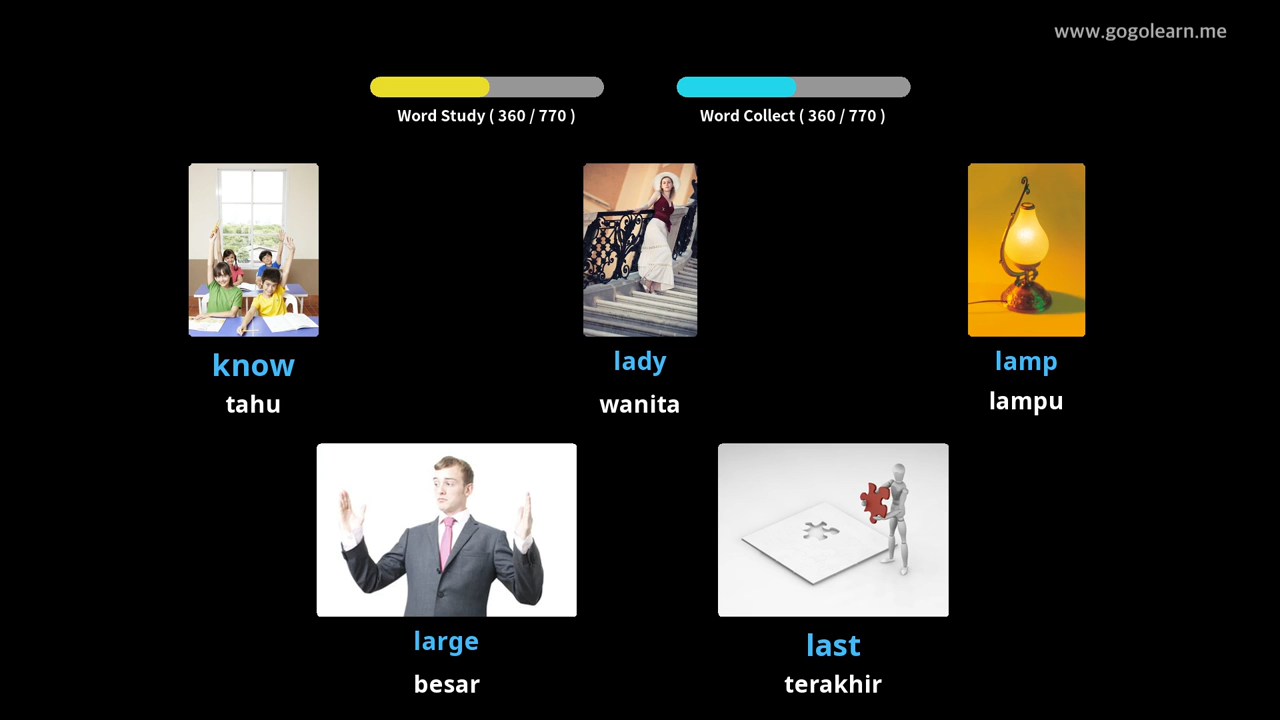 www.gogolearn.me
Word Study ( 360 / 770 )
Word Collect ( 360 / 770 )
know
tahu
lady
wanita
lamp
lampu
large
besar
last
terakhir